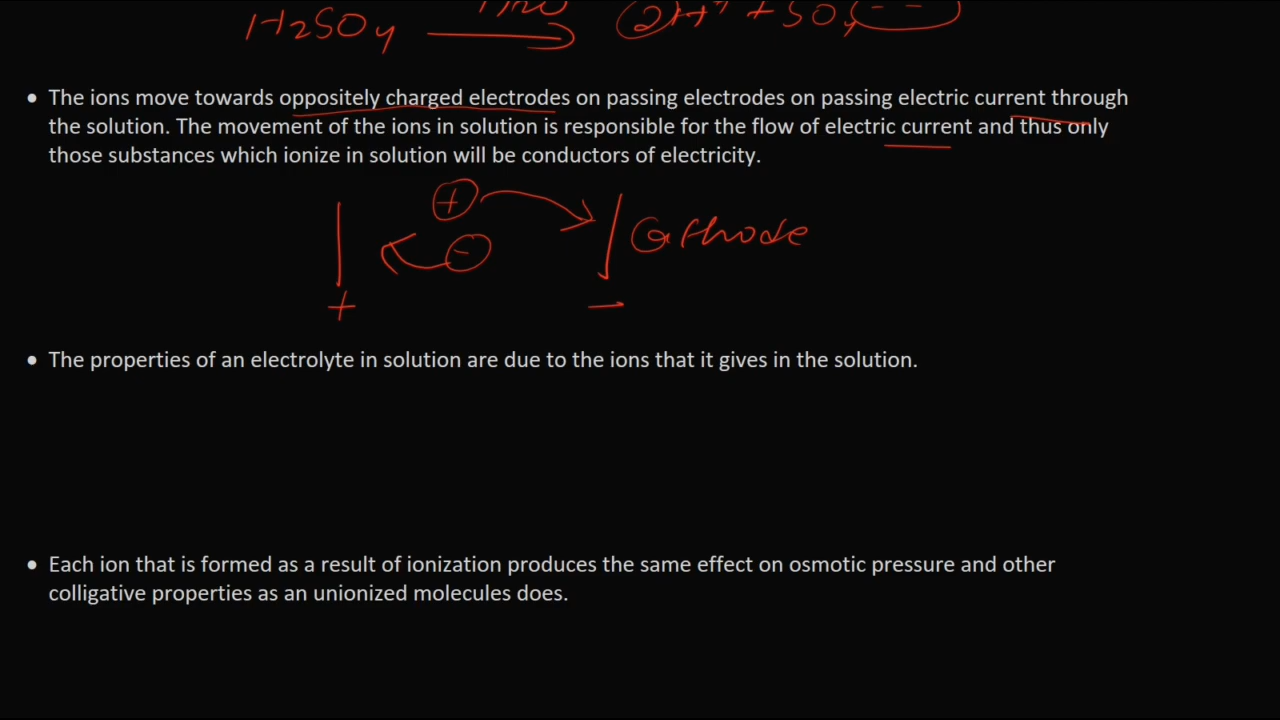 H2SO4 → 2H+ + SO4--
• The ions move towards oppositely charged electrodes on passing electrodes on passing electric current through
the solution. The movement of the ions in solution is responsible for the flow of electric current and thus only
those substances which ionize in solution will be conductors of electricity.
+
- Cathode
+ -
• The properties of an electrolyte in solution are due to the ions that it gives in the solution.
• Each ion that is formed as a result of ionization produces the same effect on osmotic pressure and other
colligative properties as an unionized molecules does.